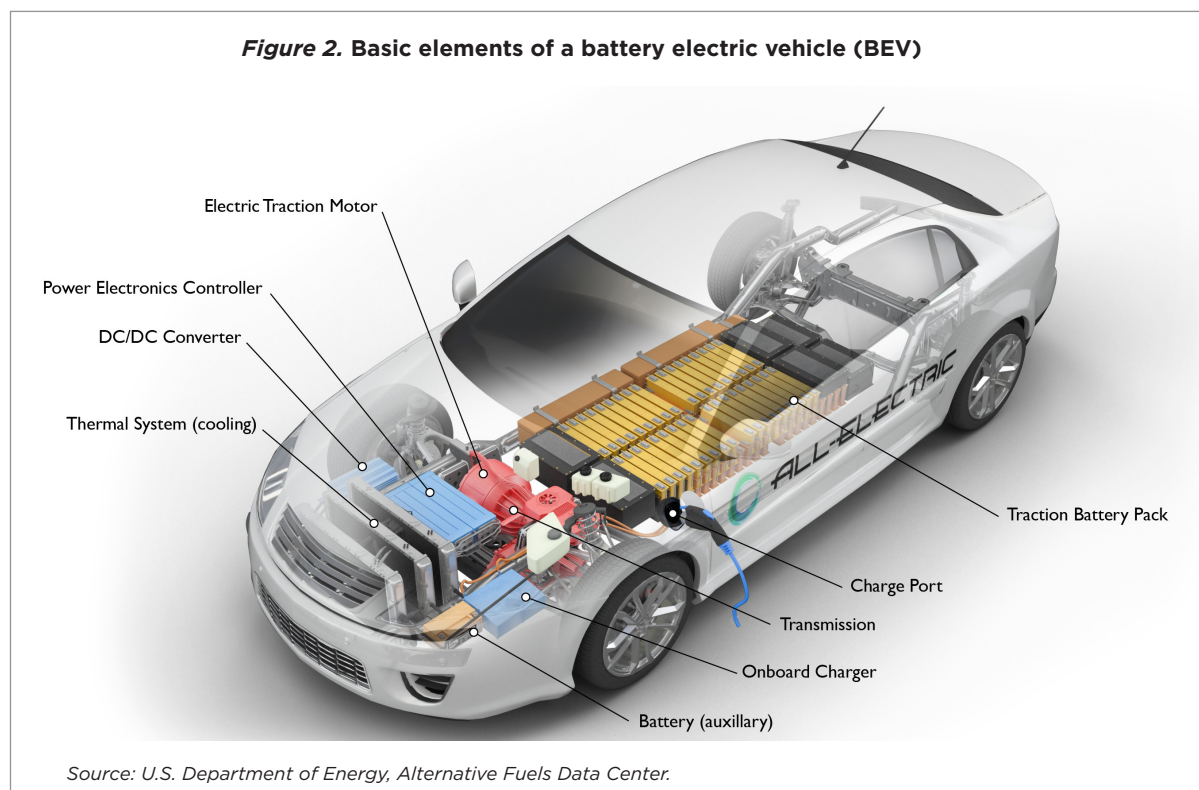 Figure 2. Basic elements of a battery electric vehicle (BEV)
Electric Traction Motor
Power Electronics Controller
DC/DC Converter
Thermal System (cooling)
ALL-ELECTRIC
Traction Battery Pack
Charge Port
Transmission
Onboard Charger
Battery (auxillary)
Source: U.S. Department of Energy, Alternative Fuels Data Center.